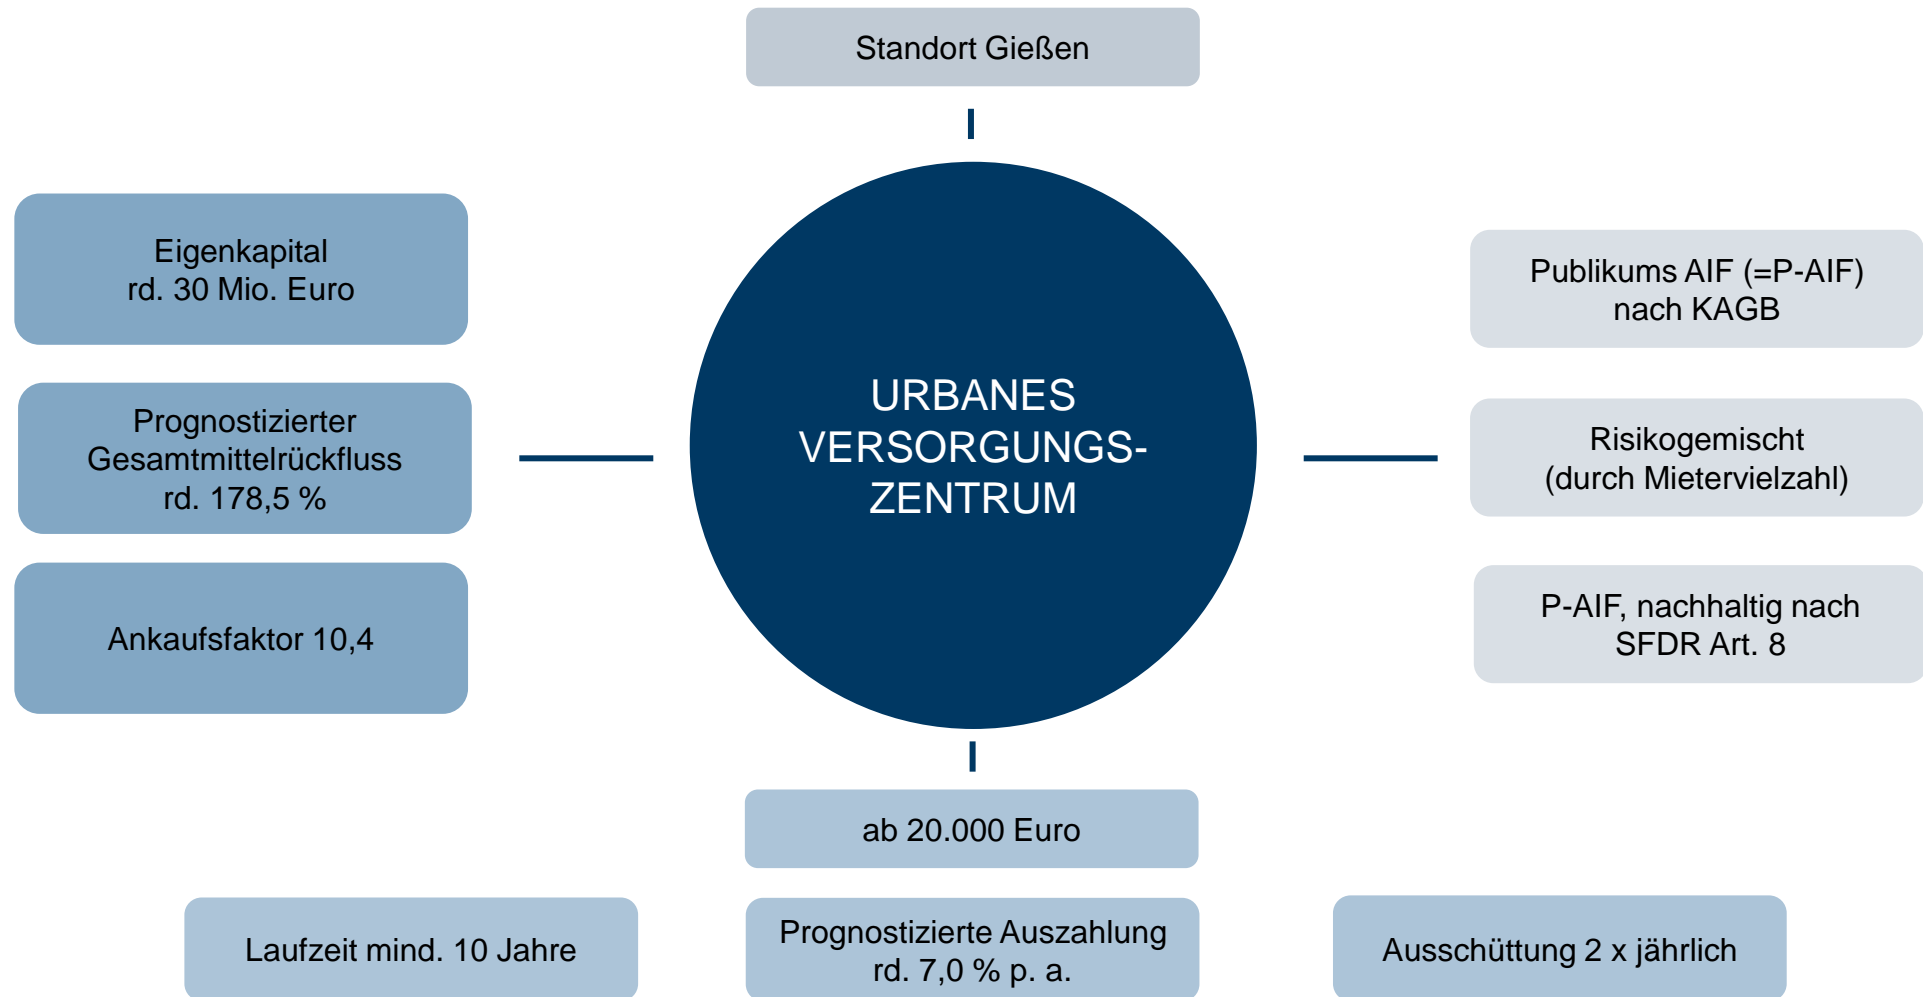 Standort Gießen
Eigenkapital
rd. 30 Mio. Euro
Prognostizierter
Gesamtmittelrückfluss
rd. 178,5 %
Ankaufsfaktor 10,4
URBANES
VERSORGUNGS-
ZENTRUM
Publikums AIF (=P-AIF)
nach KAGB
Risikogemischt
(durch Mietervielzahl)
P-AIF, nachhaltig nach
SFDR Art. 8
ab 20.000 Euro
Laufzeit mind. 10 Jahre
Prognostizierte Auszahlung
rd. 7,0 % p. a.
Ausschüttung 2 x jährlich